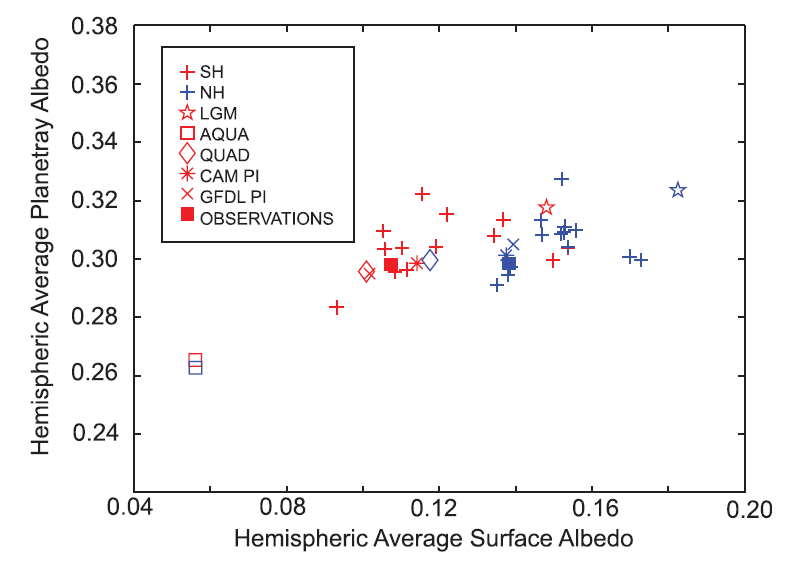 0.38
0.36
0.34
0.32
0.30
0.28
0.26
0.24
Hemispheric Average Planetray Albedo
SH
NH
LGM
AQUA
QUAD
CAM PI
GFDL PI
OBSERVATIONS
0.04 0.08 0.12 0.16 0.20
Hemispheric Average Surface Albedo